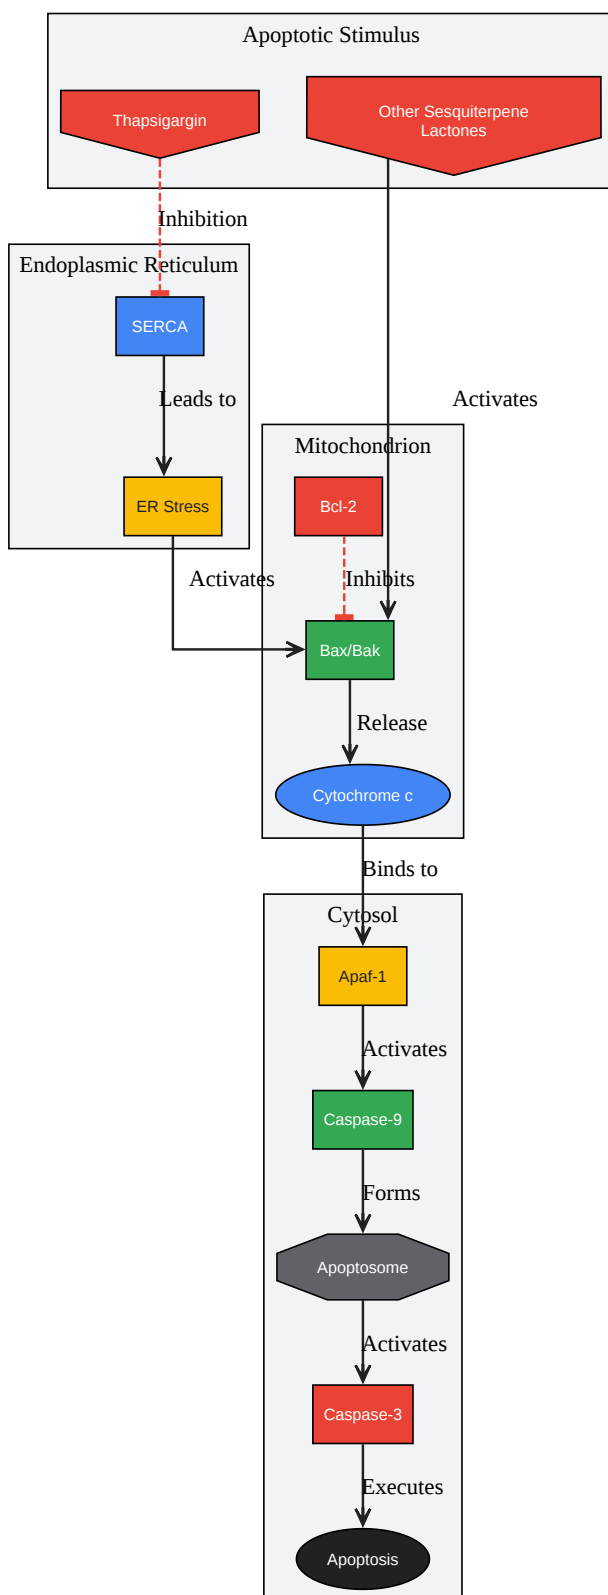 Apoptotic Stimulus
Thapsigargin
Other Sesquiterpene
Lactones
Inhibition
Endoplasmic Reticulum
SERCA
Leads to
Activates
Mitochondrion
ER Stress
Bcl-2
Activates
Inhibits
Bax/Bak
Release
Cytochrome c
Binds to
Cytosol
Apaf-1
Activates
Caspase-9
Forms
Apoptosome
Activates
Caspase-3
Executes
Apoptosis